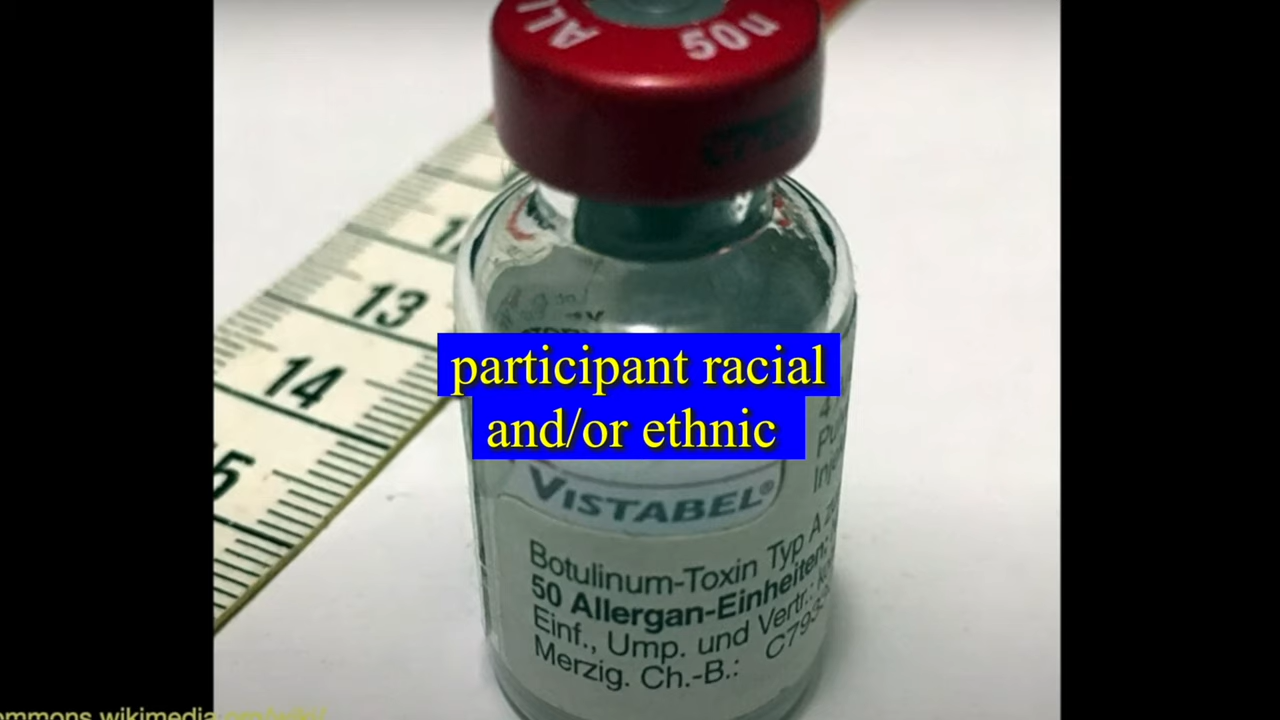 50u
13
14
participant racial
and/or ethnic
VISTABEL®
Botulinum-Toxin Typ A
50 Allergan-Einheiten:
Einf., Ump. und Vertr.:
Merzig. Ch.-B.: